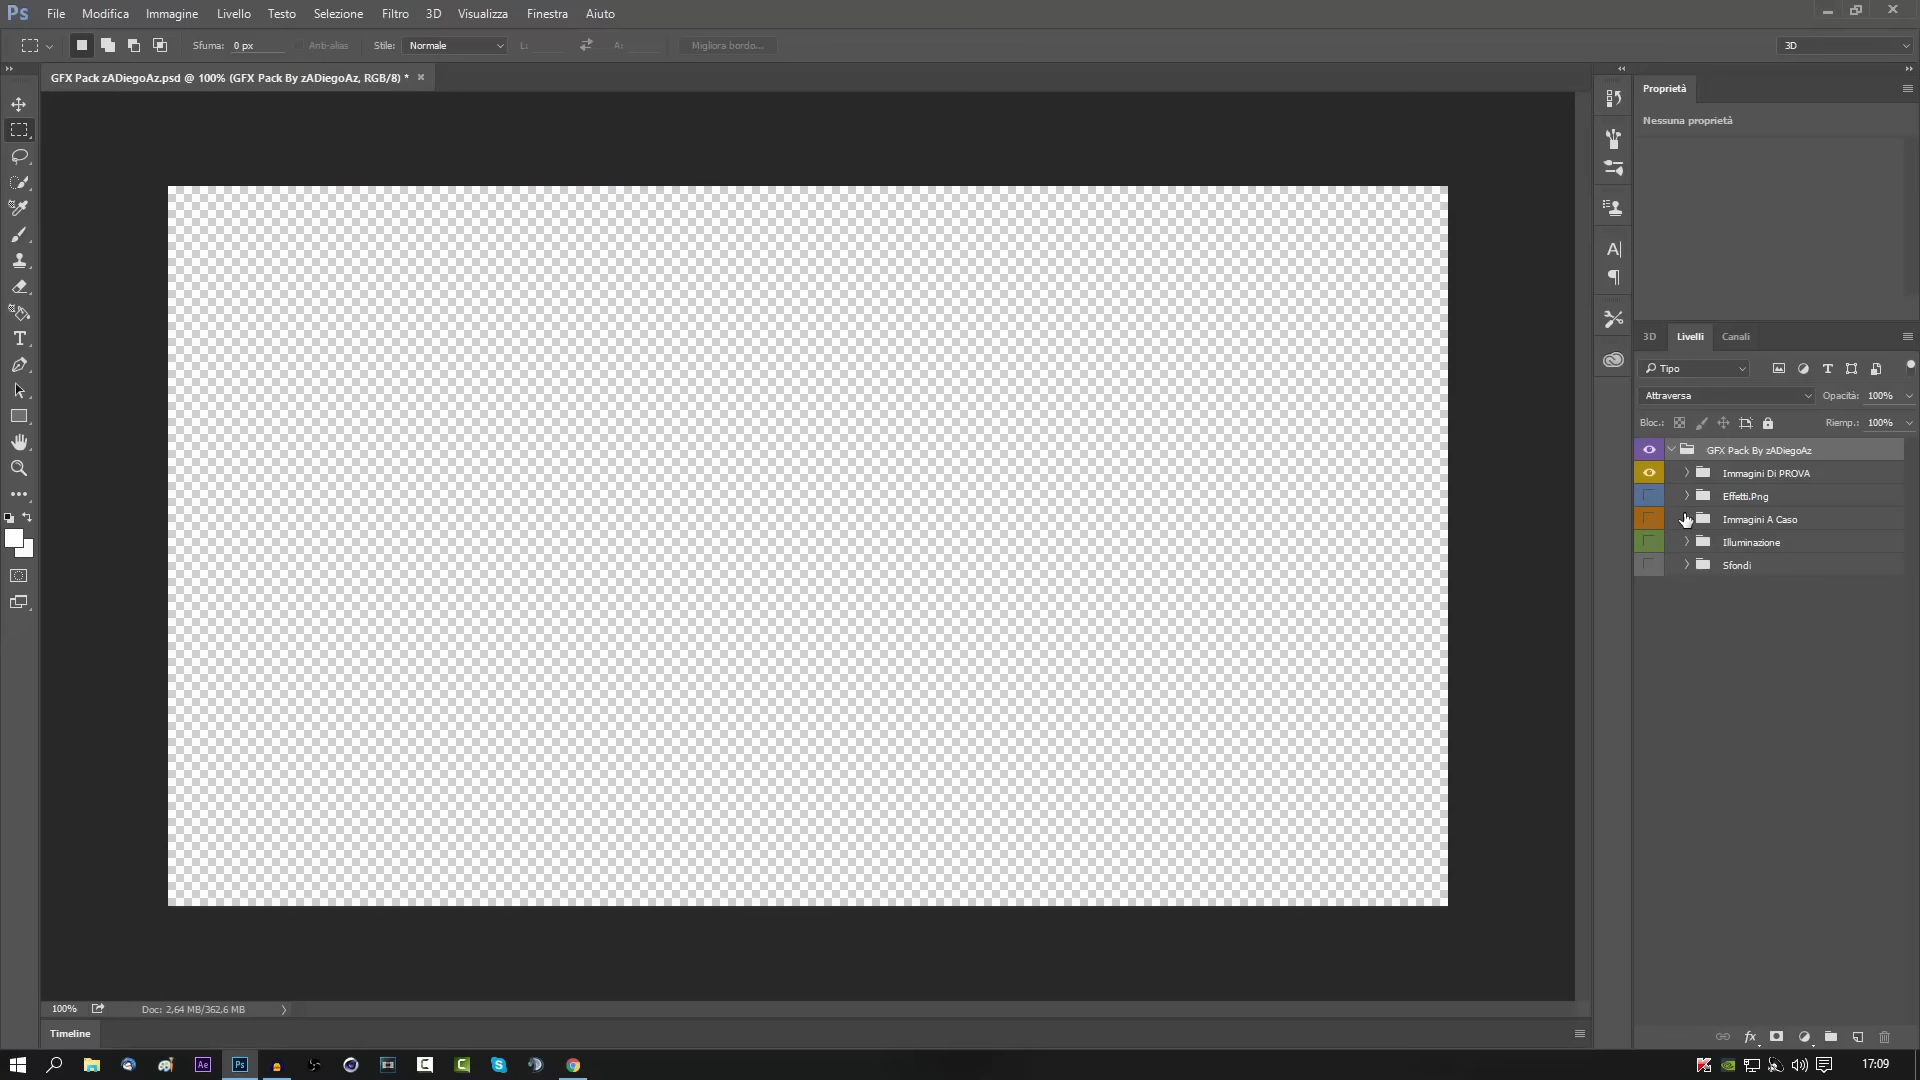 Ps File Modifica Immagine Livello Testo Selezione Filtro 3D Visualizza Finestra Aiuto
Sfuma: 0 px Anti-alias Stile: Normale L: A: Migliora bordo... 3D
GFX Pack zADiegoAz.psd @ 100% (GFX Pack By zADiegoAz, RGB/8) *
Proprietà
Nessuna proprietà
3D Livelli Canali
Tipo
Attraversa Opacità: 100%
Bloc.: Riemp.: 100%
GFX Pack By zADiegoAz
Immagini Di PROVA
Effetti.Png
Immagini A Caso
Illuminazione
Sfondi
100% Doc: 2,64 MB/362,6 MB
Timeline
fx
Ae Ps
17:09